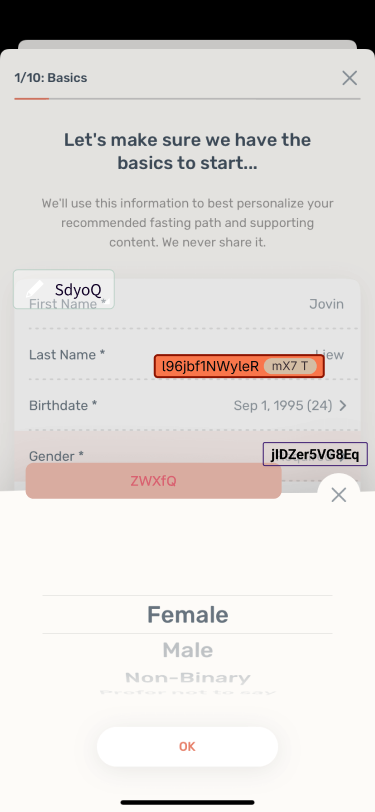 1/10: Basics
Let's make sure we have the
basics to start...
We'll use this information to best personalize your
recommended fasting path and supporting
content. We never share it.
SdyoQ
First Name * Jovin
Last Name * Liew
l96jbf1NWyleR mX7 T
Birthdate * Sep 1, 1995 (24)
Gender * jlDZer5VG8Eq
ZWXfQ
Female
Male
Non-Binary
Prefer not to say
OK